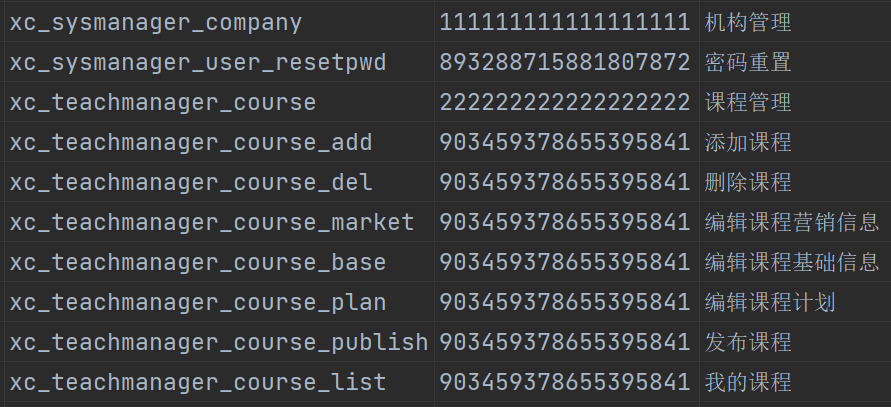 xc_sysmanager_company 111111111111111111 机构管理
xc_sysmanager_user_resetpwd 893288715881807872 密码重置
xc_teachmanager_course 222222222222222222 课程管理
xc_teachmanager_course_add 903459378655395841 添加课程
xc_teachmanager_course_del 903459378655395841 删除课程
xc_teachmanager_course_market 903459378655395841 编辑课程营销信息
xc_teachmanager_course_base 903459378655395841 编辑课程基础信息
xc_teachmanager_course_plan 903459378655395841 编辑课程计划
xc_teachmanager_course_publish 903459378655395841 发布课程
xc_teachmanager_course_list 903459378655395841 我的课程